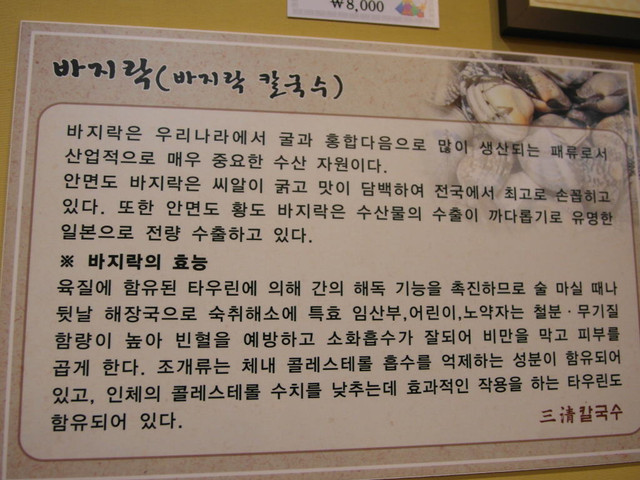 ₩8,000
바지락(바지락 칼국수)
바지락은 우리나라에서 굴과 홍합다음으로 많이 생산되는 패류로서
산업적으로 매우 중요한 수산 자원이다.
안면도 바지락은 씨알이 굵고 맛이 담백하여 전국에서 최고로 손꼽히고
있다. 또한 안면도 황도 바지락은 수산물의 수출이 까다롭기로 유명한
일본으로 전량 수출하고 있다.
※ 바지락의 효능
육질에 함유된 타우린에 의해 간의 해독 기능을 촉진하므로 술 마실 때나
뒷날 해장국으로 숙취해소에 특효 임산부,어린이,노약자는 철분·무기질
함량이 높아 빈혈을 예방하고 소화흡수가 잘되어 비만을 막고 피부를
곱게 한다. 조개류는 체내 콜레스테롤 흡수를 억제하는 성분이 함유되어
있고, 인체의 콜레스테롤 수치를 낮추는데 효과적인 작용을 하는 타우린도
함유되어 있다.
三淸칼국수